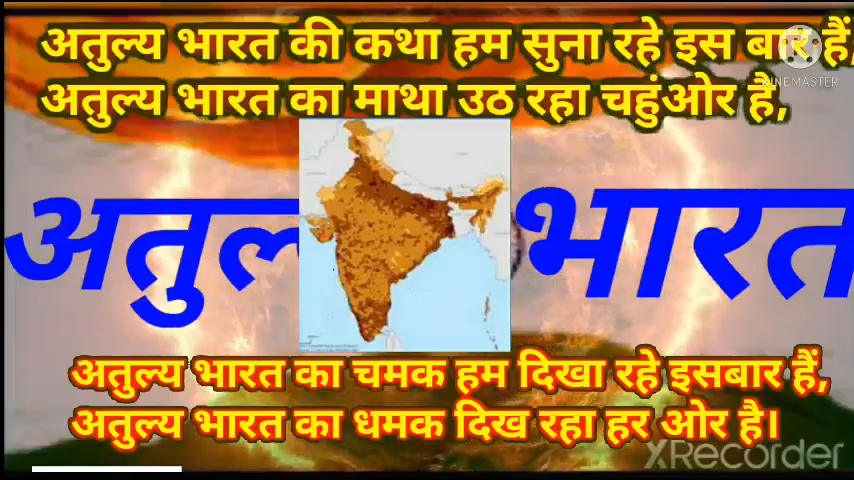 अतुल्य भारत की कथा हम सुना रहे इस बार हैं,
KINEMASTER
अतुल्य भारत का माथा उठ रहा चहुंओर है,
अतुल्य भारत
अतुल्य भारत का चमक हम दिखा रहे इसबार हैं,
अतुल्य भारत का धमक दिख रहा हर ओर है।
XRecorder